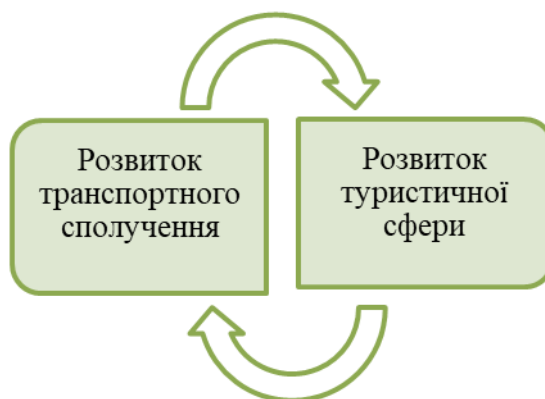 Розвиток
транспортного
сполучення
Розвиток
туристичної
сфери